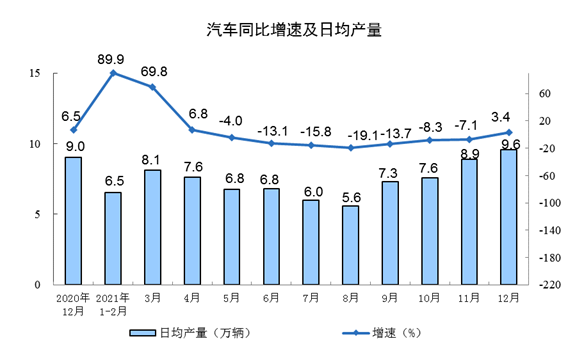 汽车同比增速及日均产量
89.9
69.8
6.5
6.8
-4.0
-13.1
-15.8
-19.1
-13.7
-8.3
-7.1
3.4
9.0
6.5
8.1
7.6
6.8
6.8
6.0
5.6
7.3
7.6
8.9
9.6
15
10
5
0
60
20
-20
-60
-100
-140
-180
-220
2020年12月
2021年1-2月
3月
4月
5月
6月
7月
8月
9月
10月
11月
12月
日均产量（万辆）
增速（%）